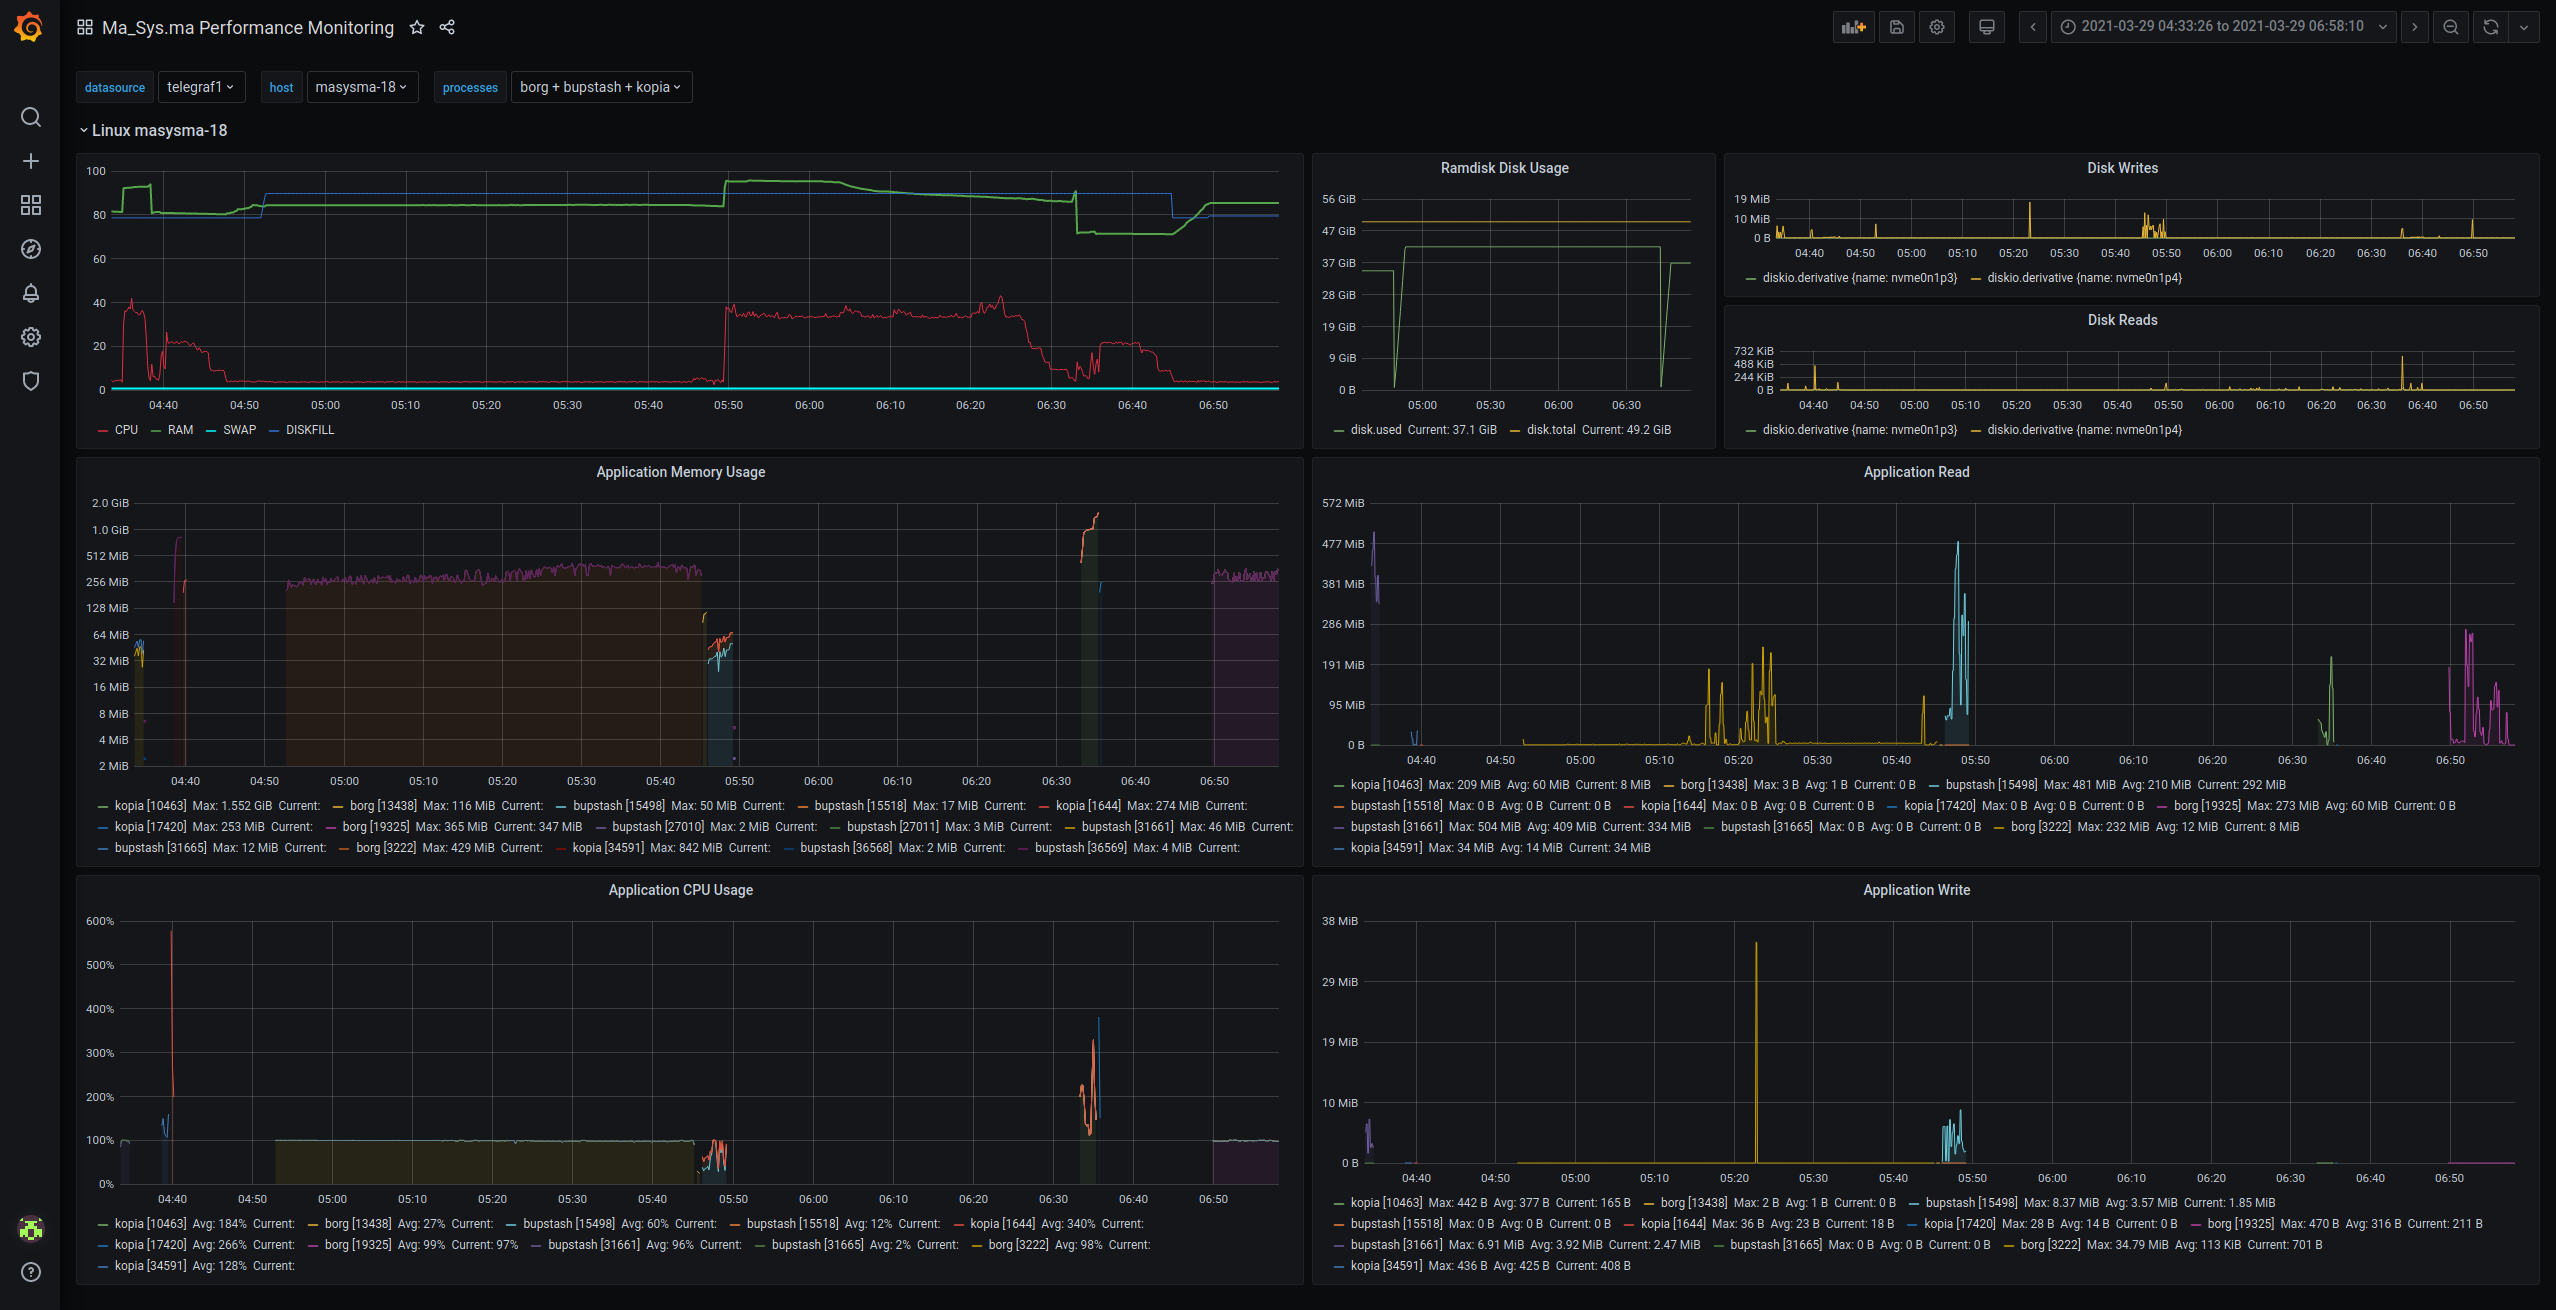 Ma_Sys.ma Performance Monitoring
2021-03-29 04:33:26 to 2021-03-29 06:58:10
datasource telegraf1 host masysma-18 processes borg + bupstash + kopia
Linux masysma-18
100
80
60
40
20
0
04:40 04:50 05:00 05:10 05:20 05:30 05:40 05:50 06:00 06:10 06:20 06:30 06:40 06:50
CPU RAM SWAP DISKFILL
Ramdisk Disk Usage
56 GiB
47 GiB
37 GiB
28 GiB
19 GiB
9 GiB
0 B
05:00 05:30 06:00 06:30
disk.used Current: 37.1 GiB disk.total Current: 49.2 GiB
Disk Writes
19 MiB
10 MiB
0 B
04:40 04:50 05:00 05:10 05:20 05:30 05:40 05:50 06:00 06:10 06:20 06:30 06:40 06:50
diskio.derivative {name: nvme0n1p3} diskio.derivative {name: nvme0n1p4}
Disk Reads
732 KiB
488 KiB
244 KiB
0 B
04:40 04:50 05:00 05:10 05:20 05:30 05:40 05:50 06:00 06:10 06:20 06:30 06:40 06:50
diskio.derivative {name: nvme0n1p3} diskio.derivative {name: nvme0n1p4}
Application Memory Usage
2.0 GiB
1.0 GiB
512 MiB
256 MiB
128 MiB
64 MiB
32 MiB
16 MiB
8 MiB
4 MiB
2 MiB
04:40 04:50 05:00 05:10 05:20 05:30 05:40 05:50 06:00 06:10 06:20 06:30 06:40 06:50
kopia [10463] Max: 1.552 GiB Current: borg [13438] Max: 116 MiB Current: bupstash [15498] Max: 50 MiB Current: bupstash [15518] Max: 17 MiB Current: kopia [1644] Max: 274 MiB Current:
kopia [17420] Max: 253 MiB Current: borg [19325] Max: 365 MiB Current: 347 MiB bupstash [27010] Max: 2 MiB Current: bupstash [27011] Max: 3 MiB Current: bupstash [31661] Max: 46 MiB Current:
bupstash [31665] Max: 12 MiB Current: borg [3222] Max: 429 MiB Current: kopia [34591] Max: 842 MiB Current: bupstash [36568] Max: 2 MiB Current: bupstash [36569] Max: 4 MiB Current:
Application Read
572 MiB
477 MiB
381 MiB
286 MiB
191 MiB
95 MiB
0 B
04:40 04:50 05:00 05:10 05:20 05:30 05:40 05:50 06:00 06:10 06:20 06:30 06:40 06:50
kopia [10463] Max: 209 MiB Avg: 60 MiB Current: 8 MiB borg [13438] Max: 3 B Avg: 1 B Current: 0 B bupstash [15498] Max: 481 MiB Avg: 210 MiB Current: 292 MiB
bupstash [15518] Max: 0 B Avg: 0 B Current: 0 B kopia [1644] Max: 0 B Avg: 0 B Current: 0 B kopia [17420] Max: 0 B Avg: 0 B Current: 0 B borg [19325] Max: 273 MiB Avg: 60 MiB Current: 0 B
bupstash [31661] Max: 504 MiB Avg: 409 MiB Current: 334 MiB bupstash [31665] Max: 0 B Avg: 0 B Current: 0 B borg [3222] Max: 232 MiB Avg: 12 MiB Current: 8 MiB
kopia [34591] Max: 34 MiB Avg: 14 MiB Current: 34 MiB
Application CPU Usage
600%
500%
400%
300%
200%
100%
0%
04:40 04:50 05:00 05:10 05:20 05:30 05:40 05:50 06:00 06:10 06:20 06:30 06:40 06:50
kopia [10463] Avg: 184% Current: borg [13438] Avg: 27% Current: bupstash [15498] Avg: 60% Current: bupstash [15518] Avg: 12% Current: kopia [1644] Avg: 340% Current:
kopia [17420] Avg: 266% Current: borg [19325] Avg: 99% Current: 97% bupstash [31661] Avg: 96% Current: bupstash [31665] Avg: 2% Current: borg [3222] Avg: 98% Current:
kopia [34591] Avg: 128% Current:
Application Write
38 MiB
29 MiB
19 MiB
10 MiB
0 B
04:40 04:50 05:00 05:10 05:20 05:30 05:40 05:50 06:00 06:10 06:20 06:30 06:40 06:50
kopia [10463] Max: 442 B Avg: 377 B Current: 165 B borg [13438] Max: 2 B Avg: 1 B Current: 0 B bupstash [15498] Max: 8.37 MiB Avg: 3.57 MiB Current: 1.85 MiB
bupstash [15518] Max: 0 B Avg: 0 B Current: 0 B kopia [1644] Max: 36 B Avg: 23 B Current: 18 B kopia [17420] Max: 28 B Avg: 14 B Current: 0 B borg [19325] Max: 470 B Avg: 316 B Current: 211 B
bupstash [31661] Max: 6.91 MiB Avg: 3.92 MiB Current: 2.47 MiB bupstash [31665] Max: 0 B Avg: 0 B Current: 0 B borg [3222] Max: 34.79 MiB Avg: 113 KiB Current: 701 B
kopia [34591] Max: 436 B Avg: 425 B Current: 408 B